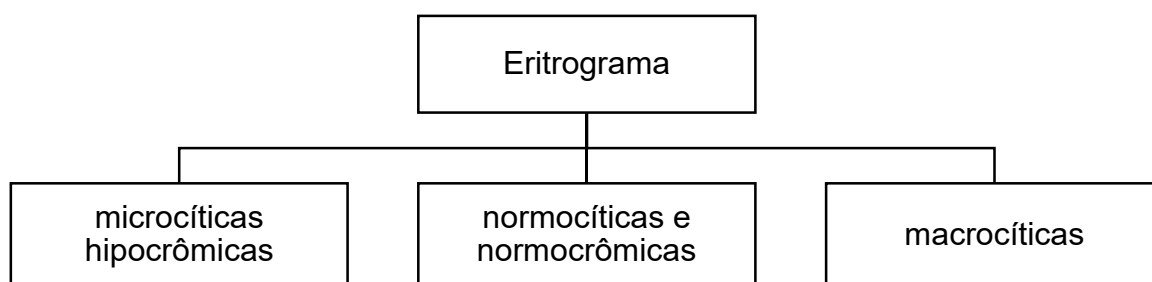 Eritrograma
microcíticas
hipocrômicas
normocíticas e
normocrômicas
macrocíticas